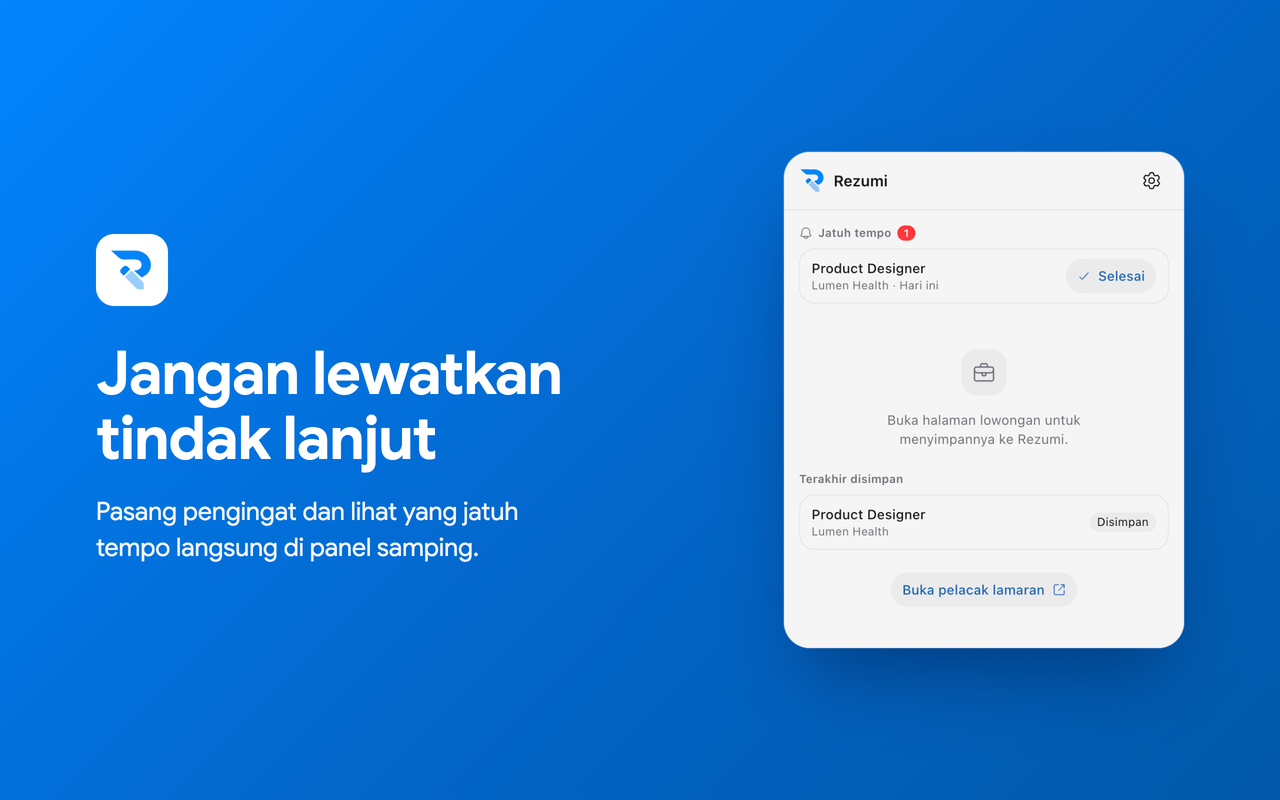 Jangan lewatkan
tindak lanjut
Pasang pengingat dan lihat yang jatuh
tempo langsung di panel samping.
Rezumi
Jatuh tempo 1
Product Designer
Lumen Health · Hari ini
Selesai
Buka halaman lowongan untuk
menyimpannya ke Rezumi.
Terakhir disimpan
Product Designer
Lumen Health
Disimpan
Buka pelacak lamaran